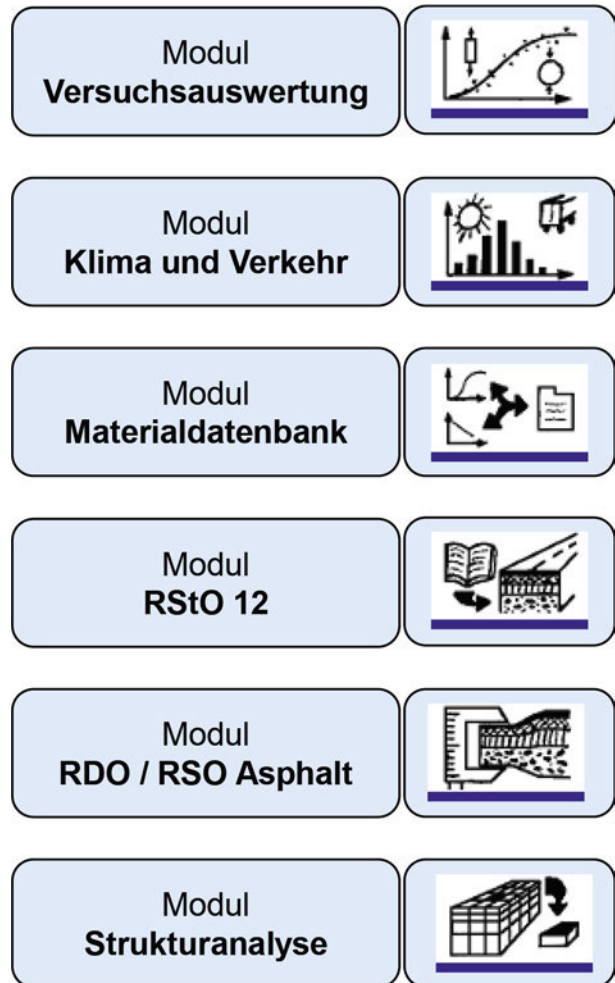 Modul
Versuchsauswertung
Modul
Klima und Verkehr
Modul
Materialdatenbank
Modul
RStO 12
Modul
RDO / RSO Asphalt
Modul
Strukturanalyse